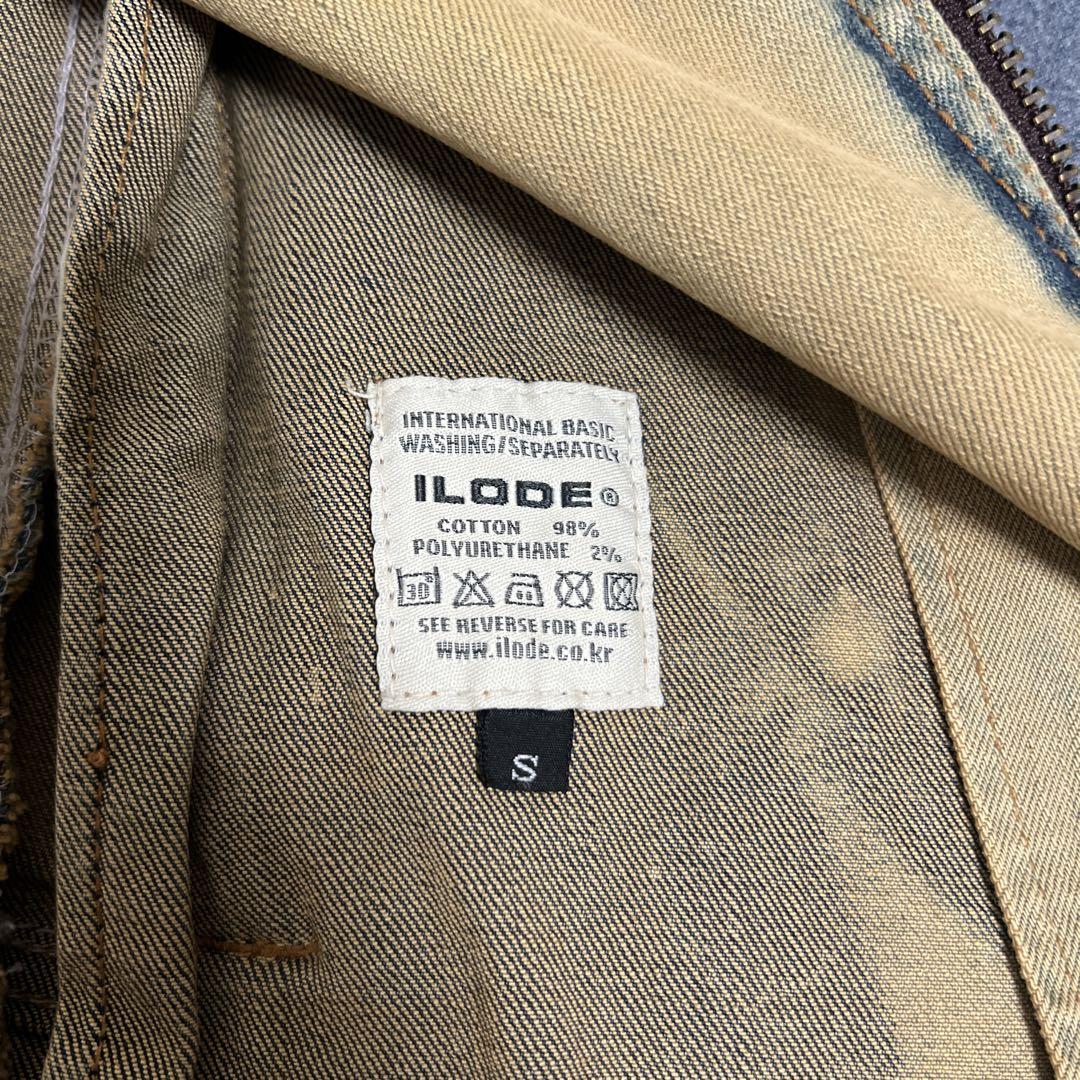 INTERNATIONAL BASIC
WASHING/SEPARATELY
ILODE®
COTTON 98%
POLYURETHANE 2%
30°
SEE REVERSE FOR CARE
www.ilode.co.kr
S